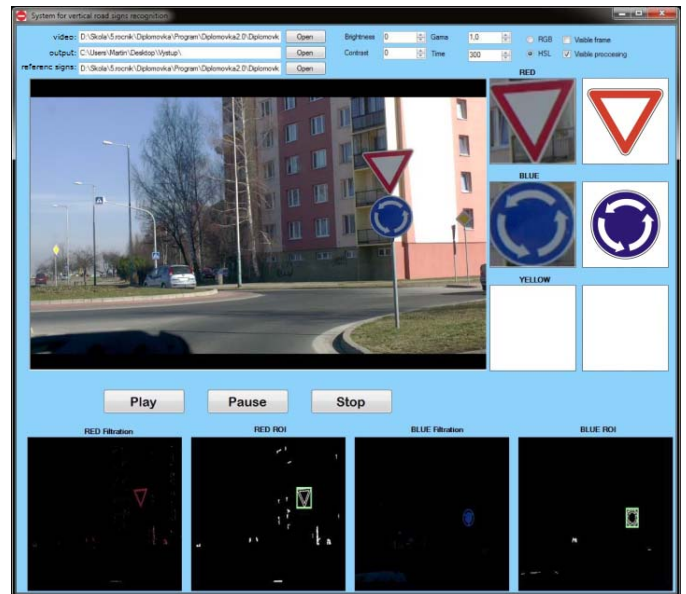 System for vertical road signs recognition
video: D:\Skola\5.rocnik\Diplomovka\Program\Diplomovka2.0\Diplomovk Open Brightness 0 Gama 1.0 RGB Visible frame
output: C:\Users\Martin\Desktop\Vystup\ Open Contrast 0 Time 300 HSL Visible processing
referenc signs: D:\Skola\5.rocnik\Diplomovka\Program\Diplomovka2.0\Diplomovk Open
RED
BLUE
YELLOW
Play Pause Stop
RED Filtration RED ROI BLUE Filtration BLUE ROI